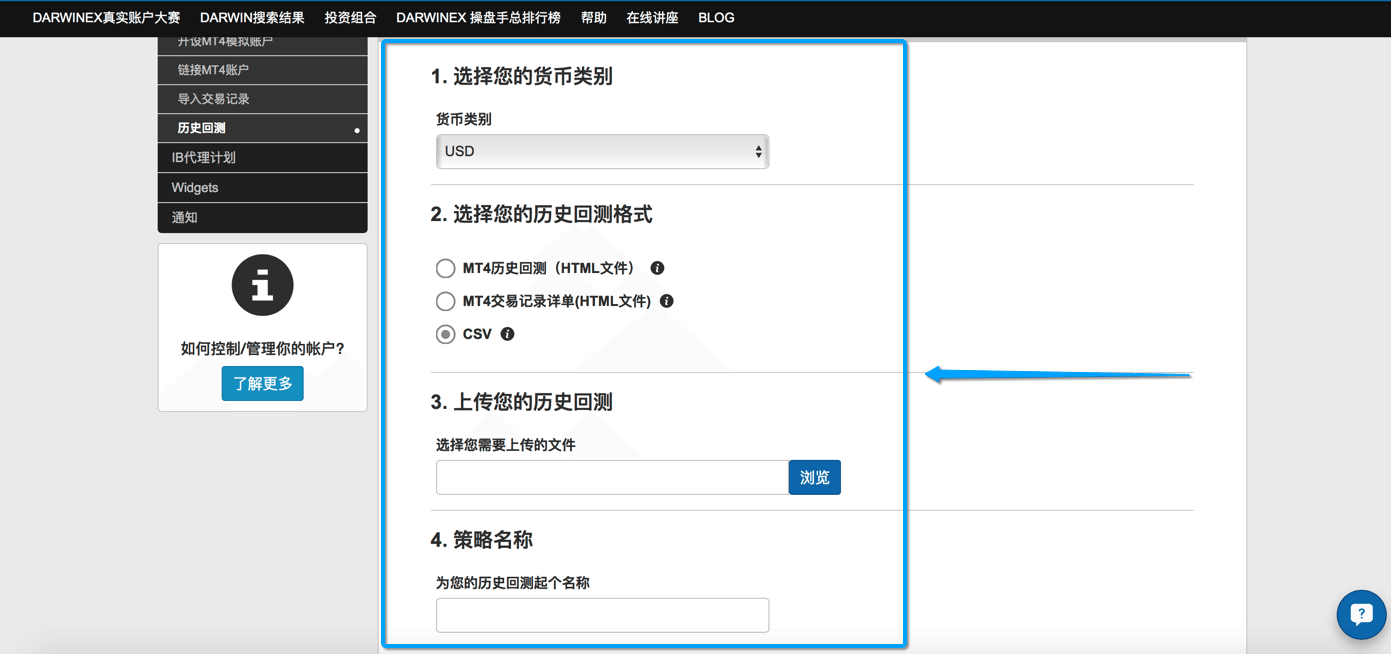 DARWINEX真实账户大赛 DARWIN搜索结果 投资组合 DARWINEX 操盘手总排行榜 帮助 在线讲座 BLOG
开设MT4模拟账户
链接MT4账户
导入交易记录
历史回测
IB代理计划
Widgets
通知
如何控制/管理你的帐户?
了解更多
1. 选择您的货币类别
货币类别
USD
2. 选择您的历史回测格式
MT4历史回测（HTML文件）
MT4交易记录详单(HTML文件)
CSV
3. 上传您的历史回测
选择您需要上传的文件
浏览
4. 策略名称
为您的历史回测起个名称